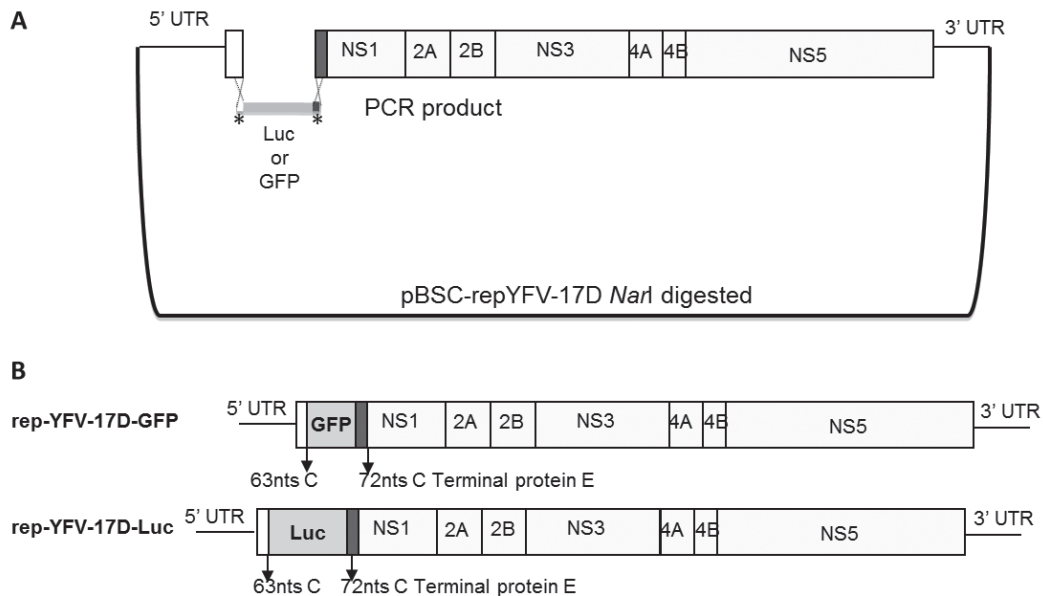 A
5' UTR
NS1 2A 2B NS3 4A 4B NS5
3' UTR
* *
PCR product
Luc
or
GFP
pBSC-repYFV-17D NarI digested
B
rep-YFV-17D-GFP
5' UTR
GFP NS1 2A 2B NS3 4A 4B NS5
3' UTR
63nts C 72nts C Terminal protein E
rep-YFV-17D-Luc
5' UTR
Luc NS1 2A 2B NS3 4A 4B NS5
3' UTR
63nts C 72nts C Terminal protein E